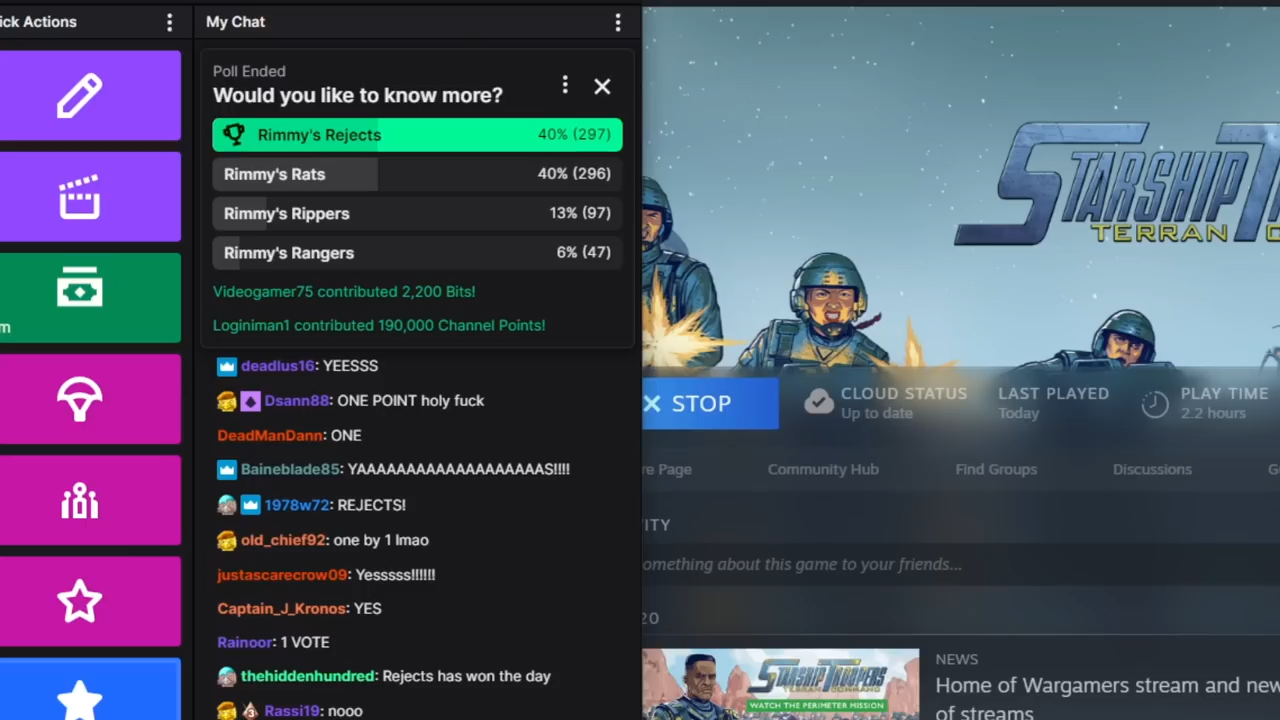 ick Actions
My Chat
Poll Ended
Would you like to know more?
Rimmy's Rejects 40% (297)
Rimmy's Rats 40% (296)
Rimmy's Rippers 13% (97)
Rimmy's Rangers 6% (47)
Videogamer75 contributed 2,200 Bits!
Loginiman1 contributed 190,000 Channel Points!
m
deadlus16: YEESSS
Dsann88: ONE POINT holy fuck
DeadManDann: ONE
Baineblade85: YAAAAAAAAAAAAAAAAAAAS!!!!
1978w72: REJECTS!
old_chief92: one by 1 lmao
justascarecrow09: Yesssss!!!!!!
Captain_J_Kronos: YES
Rainoor: 1 VOTE
thehiddenhundred: Rejects has won the day
Rassi19: nooo
STARSHIP T
TERRAN
STOP
CLOUD STATUS
Up to date
LAST PLAYED
Today
PLAY TIME
2.2 hours
re Page
Community Hub
Find Groups
Discussions
G
ITY
omething about this game to your friends...
20
STARSHIP TROOPERS
TERRAN COMMAND
WATCH THE PERIMETER MISSION
NEWS
Home of Wargamers stream and new
of streams